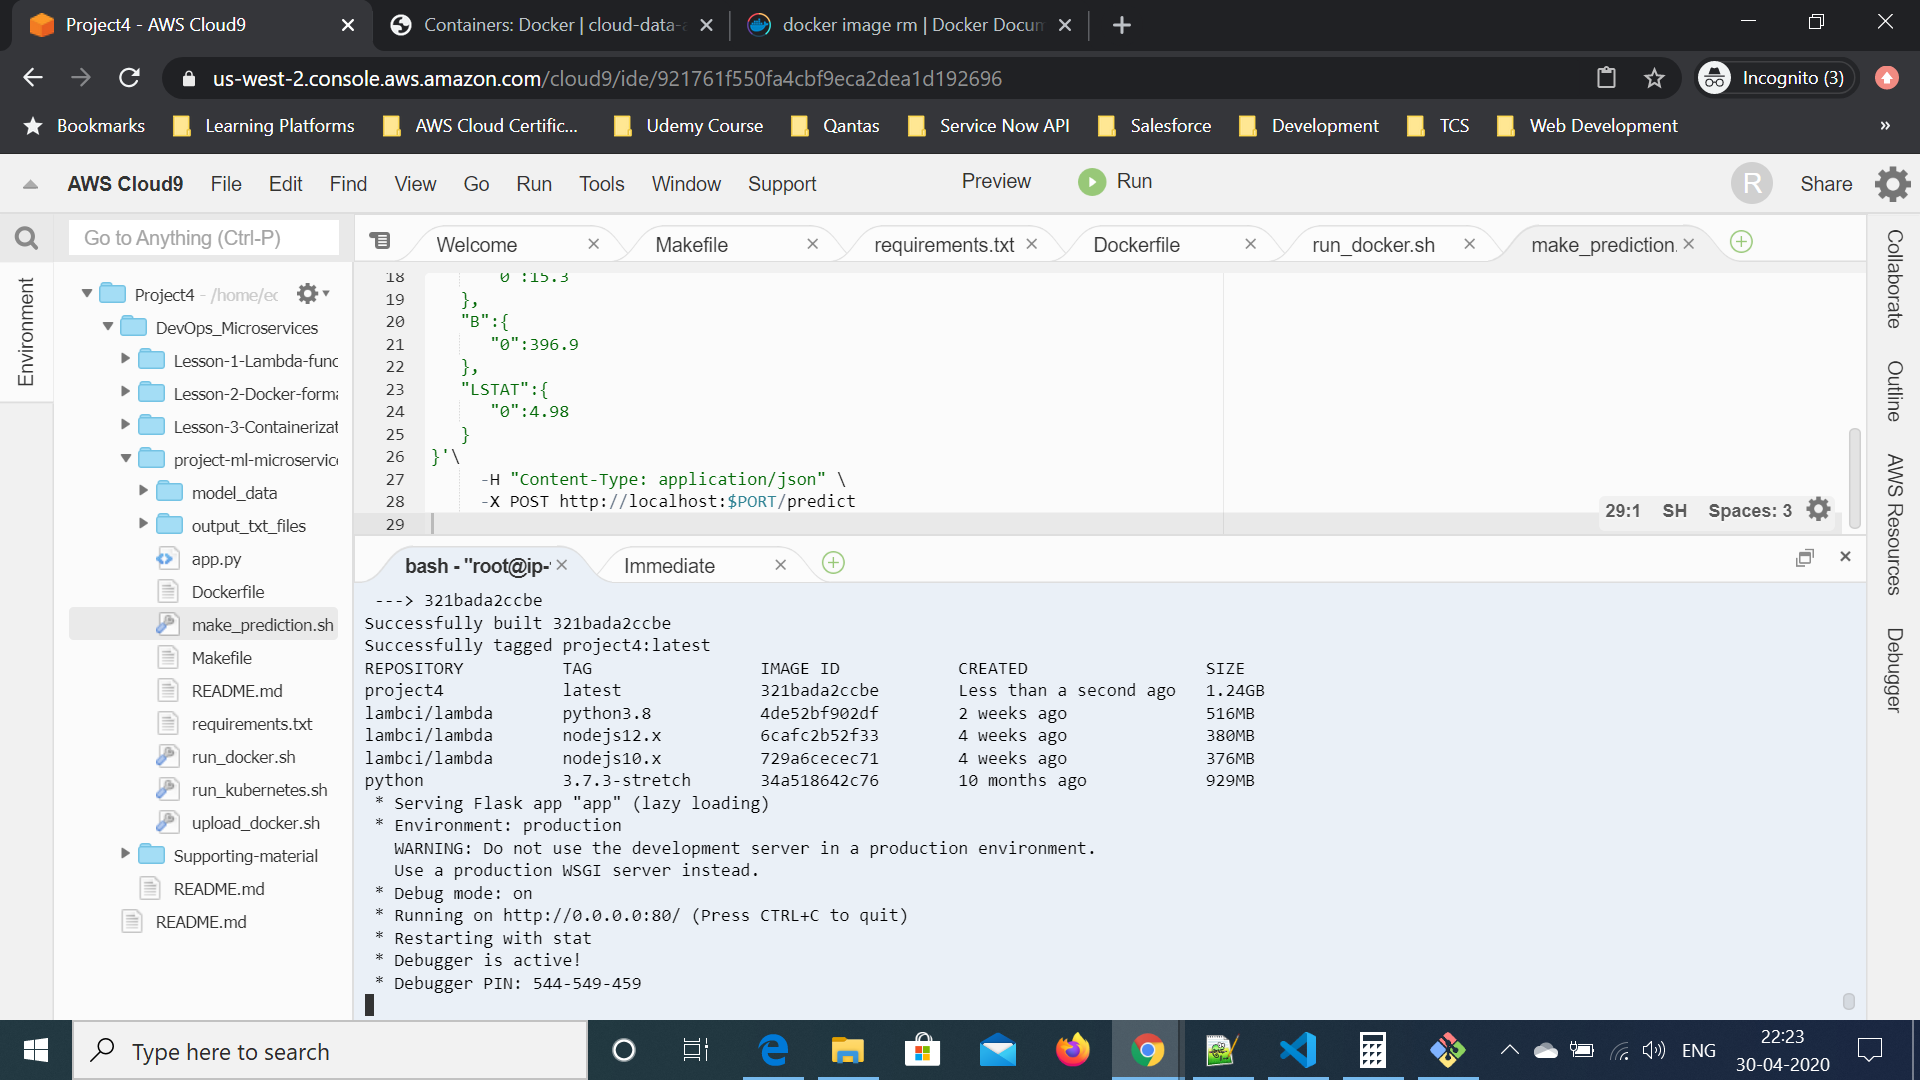 Project4 - AWS Cloud9
Containers: Docker | cloud-data-
docker image rm | Docker Docum
us-west-2.console.aws.amazon.com/cloud9/ide/921761f550fa4cbf9eca2dea1d192696
Incognito (3)
Bookmarks
Learning Platforms
AWS Cloud Certific...
Udemy Course
Qantas
Service Now API
Salesforce
Development
TCS
Web Development
»
AWS Cloud9 File Edit Find View Go Run Tools Window Support
Preview
Run
R
Share
Go to Anything (Ctrl-P)
Welcome
Makefile
requirements.txt
Dockerfile
run_docker.sh
make_prediction.
Environment
Project4 - /home/ec
DevOps_Microservices
Lesson-1-Lambda-func
Lesson-2-Docker-forma
Lesson-3-Containerizat
project-ml-microservice
model_data
output_txt_files
app.py
Dockerfile
make_prediction.sh
Makefile
README.md
requirements.txt
run_docker.sh
run_kubernetes.sh
upload_docker.sh
Supporting-material
README.md
README.md
18 "0":15.3
19 },
20 "B":{
21 "0":396.9
22 },
23 "LSTAT":{
24 "0":4.98
25 }
26 }'\
27 -H "Content-Type: application/json" \
28 -X POST http://localhost:$PORT/predict
29
29:1 SH Spaces: 3
Collaborate
Outline
AWS Resources
Debugger
bash - "root@ip-
Immediate
---> 321bada2ccbe
Successfully built 321bada2ccbe
Successfully tagged project4:latest
REPOSITORY TAG IMAGE ID CREATED SIZE
project4 latest 321bada2ccbe Less than a second ago 1.24GB
lambci/lambda python3.8 4de52bf902df 2 weeks ago 516MB
lambci/lambda nodejs12.x 6cafc2b52f33 4 weeks ago 380MB
lambci/lambda nodejs10.x 729a6cecec71 4 weeks ago 376MB
python 3.7.3-stretch 34a518642c76 10 months ago 929MB
* Serving Flask app "app" (lazy loading)
* Environment: production
WARNING: Do not use the development server in a production environment.
Use a production WSGI server instead.
* Debug mode: on
* Running on http://0.0.0.0:80/ (Press CTRL+C to quit)
* Restarting with stat
* Debugger is active!
* Debugger PIN: 544-549-459
Type here to search
ENG
22:23
30-04-2020